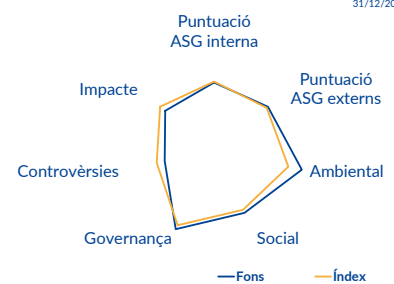 Puntuació
ASG interna
Puntuació
ASG externs
Impacte
Ambiental
Controvèrsies
Governança
Social
Fons
Índex